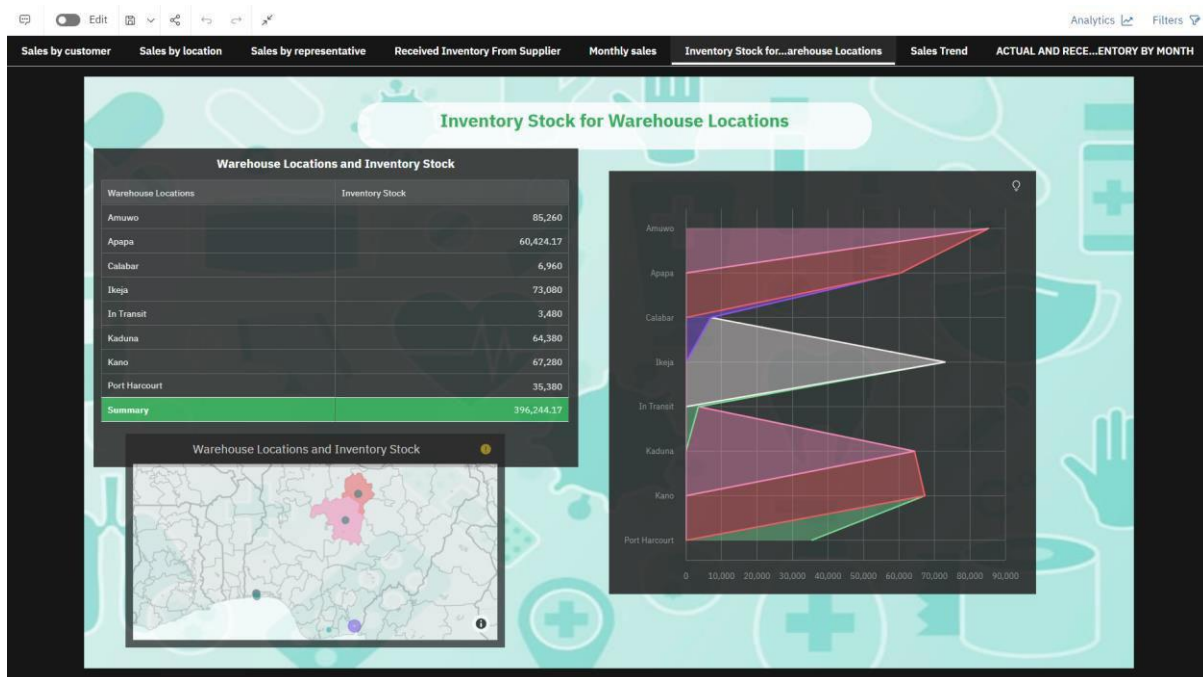 Edit
Analytics
Filters
Sales by customer
Sales by location
Sales by representative
Received Inventory From Supplier
Monthly sales
Inventory Stock for...arehouse Locations
Sales Trend
ACTUAL AND RECE...ENTORY BY MONTH
Inventory Stock for Warehouse Locations
Warehouse Locations and Inventory Stock
Warehouse Locations Inventory Stock
Amuwo 85,260
Apapa 60,424.17
Calabar 6,960
Ikeja 73,080
In Transit 3,480
Kaduna 64,380
Kano 67,280
Port Harcourt 35,380
Summary 396,244.17
Warehouse Locations and Inventory Stock
Amuwo
Apapa
Calabar
Ikeja
In Transit
Kaduna
Kano
Port Harcourt
0 10,000 20,000 30,000 40,000 50,000 60,000 70,000 80,000 90,000